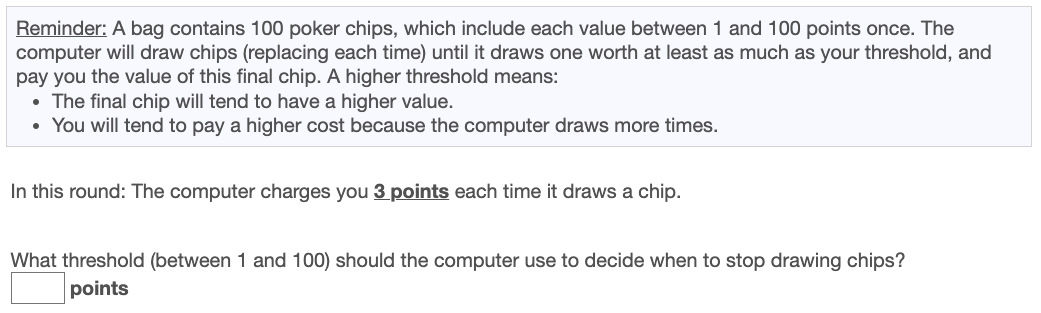 Reminder: A bag contains 100 poker chips, which include each value between 1 and 100 points once. The
computer will draw chips (replacing each time) until it draws one worth at least as much as your threshold, and
pay you the value of this final chip. A higher threshold means:
• The final chip will tend to have a higher value.
• You will tend to pay a higher cost because the computer draws more times.
In this round: The computer charges you 3 points each time it draws a chip.
What threshold (between 1 and 100) should the computer use to decide when to stop drawing chips?
points